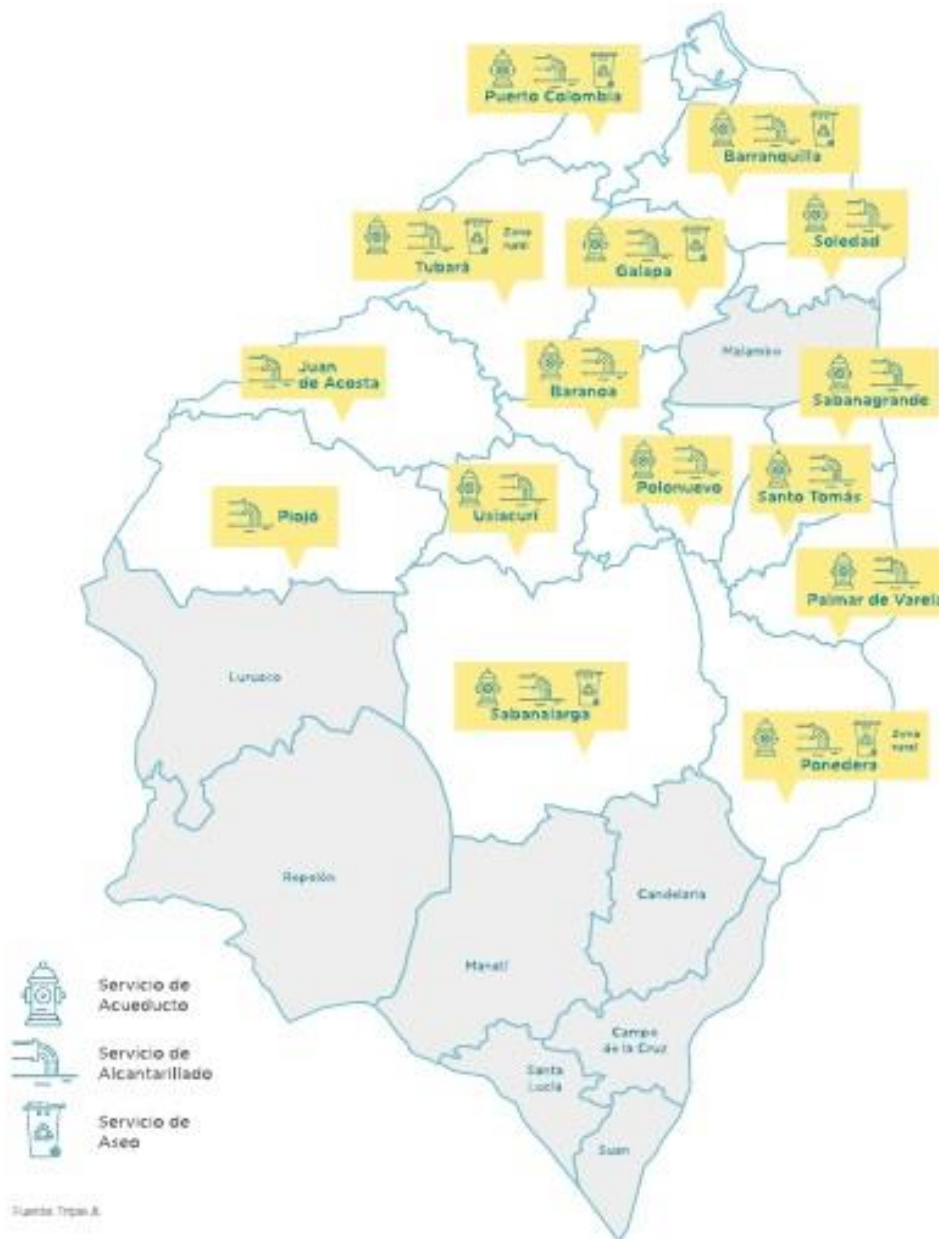 Puerto Colombia
Barranquilla
Soledad
Zona
rural
Tubará
Galapa
Malambo
Juan
de Acosta
Baranoa
Sabanagrande
Piojó
Usiacurí
Polonuevo
Santo Tomás
Palmar de Varela
Luruaco
Sabanalarga
Zona
rural
Ponedera
Repelón
Candelaria
Manatí
Servicio de
Acueducto
Campo
de la Cruz
Servicio de
Alcantarillado
Santa
Lucía
Servicio de
Aseo
Suan
Fuente: Triple A.